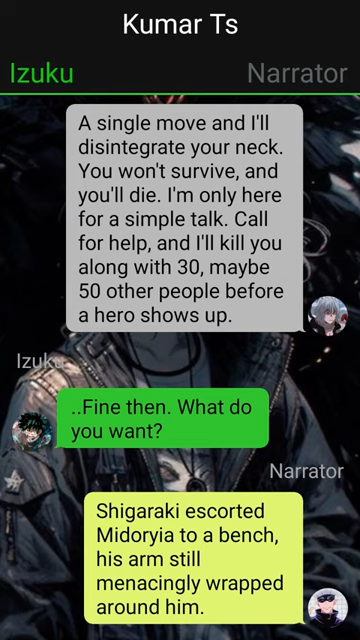 Kumar Ts
Izuku
Narrator
A single move and I'll
disintegrate your neck.
You won't survive, and
you'll die. I'm only here
for a simple talk. Call
for help, and I'll kill you
along with 30, maybe
50 other people before
a hero shows up.
Izuku
..Fine then. What do
you want?
Narrator
Shigaraki escorted
Midoryia to a bench,
his arm still
menacingly wrapped
around him.